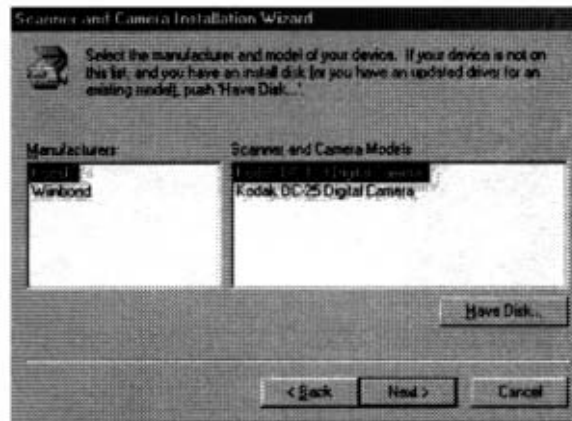 Scanner and Camera Installation Wizard
Select the manufacturer and model of your device. If your device is not on
this list, and you have an install disk (or you have an updated driver for an
existing model), push 'Have Disk...'.
Manufacturers
Scanner and Camera Models
Winbond
Kodak DC-25 Digital Camera
Have Disk...
< Back
Next >
Cancel